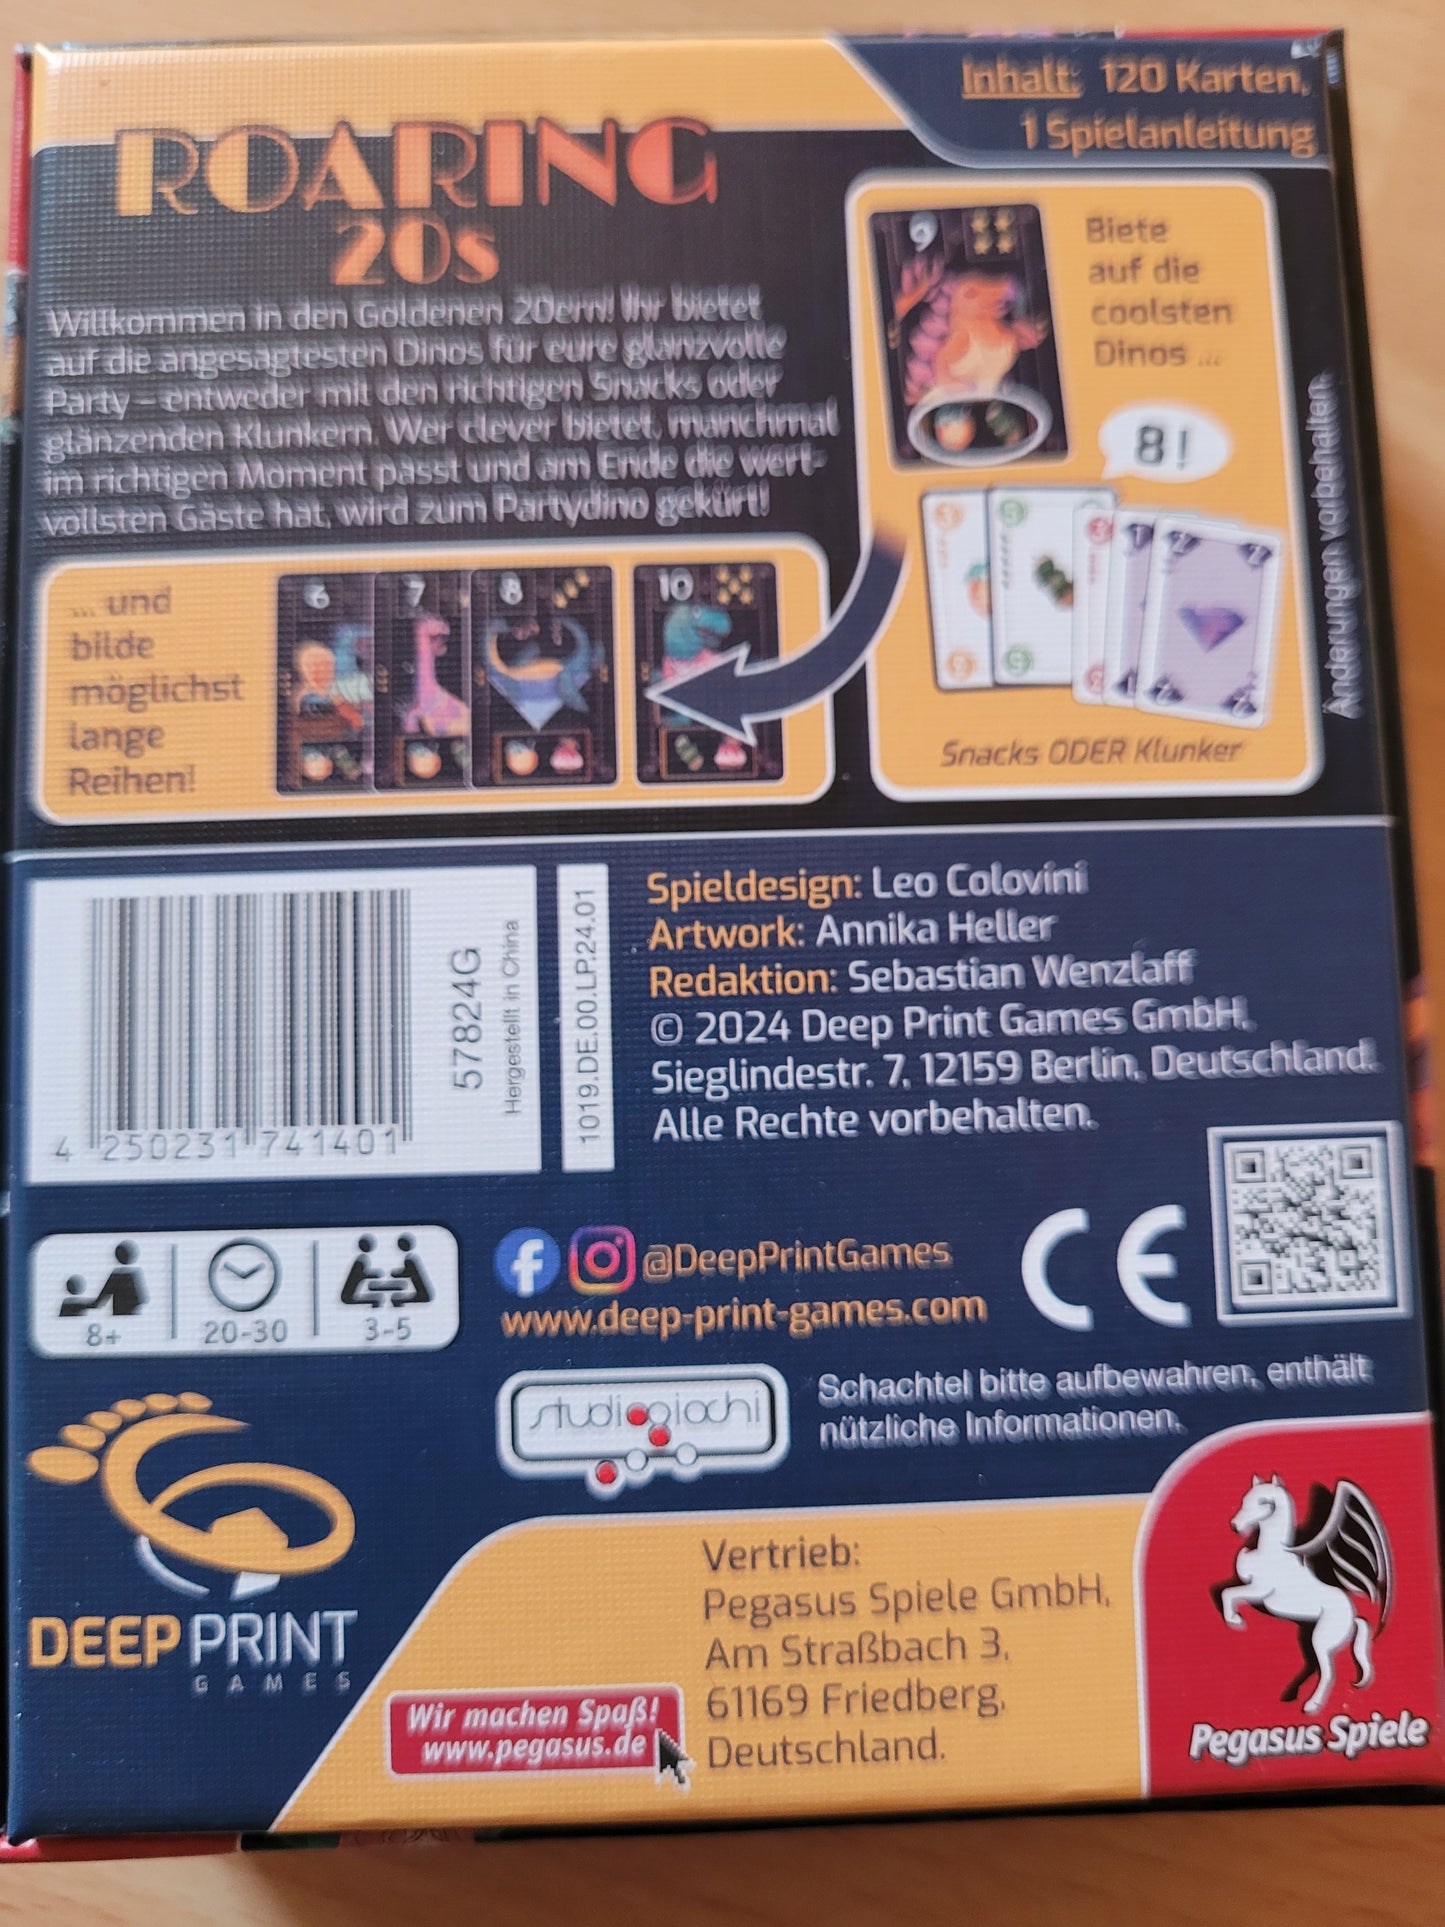 Inhalt: 120 Karten,
1 Spielanleitung
ROARING
20s
Willkommen in den Goldenen 20ern! Ihr bietet
auf die angesagtesten Dinos für eure glanzvolle
Party – entweder mit den richtigen Snacks oder
glänzenden Klunkern. Wer clever bietet, manchmal
im richtigen Moment passt und am Ende die wert-
vollsten Gäste hat, wird zum Partydino gekürt!
9
Biete
auf die
coolsten
Dinos ...
8!
Snacks ODER Klunker
... und
bilde
möglichst
lange
Reihen!
6
7
8
10
Änderungen vorbehalten.
4 250231 741401
57824G
Hergestellt in China
1019.DE.00.LP.24.01
Spieldesign: Leo Colovini
Artwork: Annika Heller
Redaktion: Sebastian Wenzlaff
© 2024 Deep Print Games GmbH,
Sieglindestr. 7, 12159 Berlin, Deutschland.
Alle Rechte vorbehalten.
8+
20-30
3-5
@DeepPrintGames
www.deep-print-games.com
CE
studiogiochi
Schachtel bitte aufbewahren, enthält
nützliche Informationen.
DEEP PRINT
GAMES
Vertrieb:
Pegasus Spiele GmbH,
Am Straßbach 3,
61169 Friedberg,
Deutschland.
Wir machen Spaß!
www.pegasus.de
Pegasus Spiele